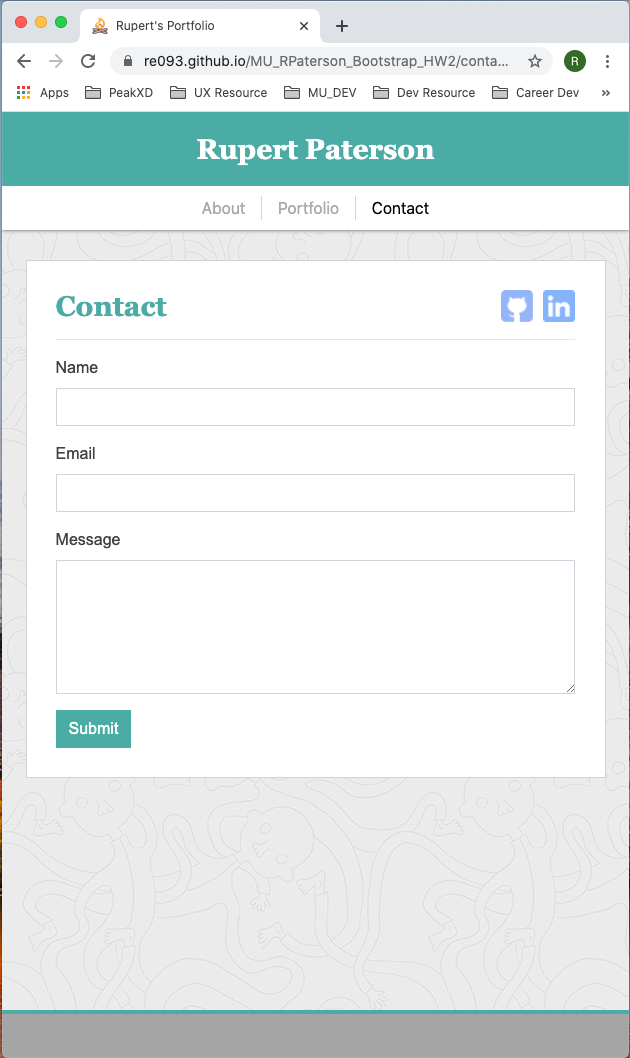 Rupert's Portfolio
re093.github.io/MU_RPaterson_Bootstrap_HW2/conta...
R
Apps PeakXD UX Resource MU_DEV Dev Resource Career Dev »
Rupert Paterson
About Portfolio Contact
Contact in
Name
Email
Message
Submit